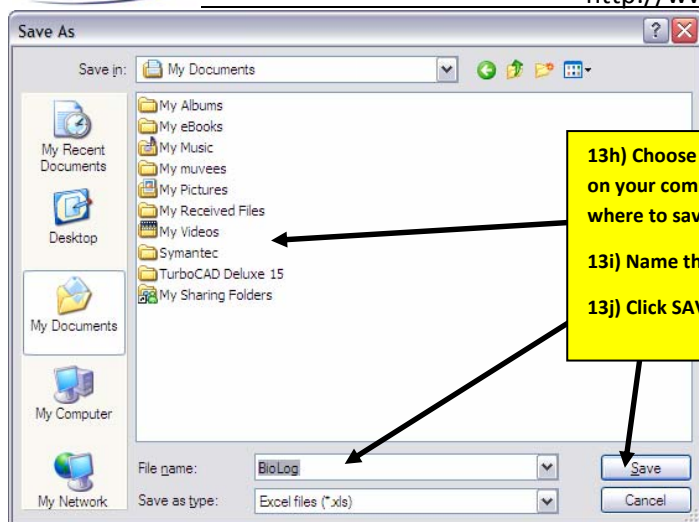 http://w
Save As
Save in:
My Documents
My Recent
Documents
Desktop
My Documents
My Computer
My Network
My Albums
My eBooks
My Music
My muvees
My Pictures
My Received Files
My Videos
Symantec
TurboCAD Deluxe 15
My Sharing Folders
13h) Choose
on your com
where to sav
13i) Name th
13j) Click SAV
File name:
BioLog
Save
Save as type:
Excel files (*.xls)
Cancel